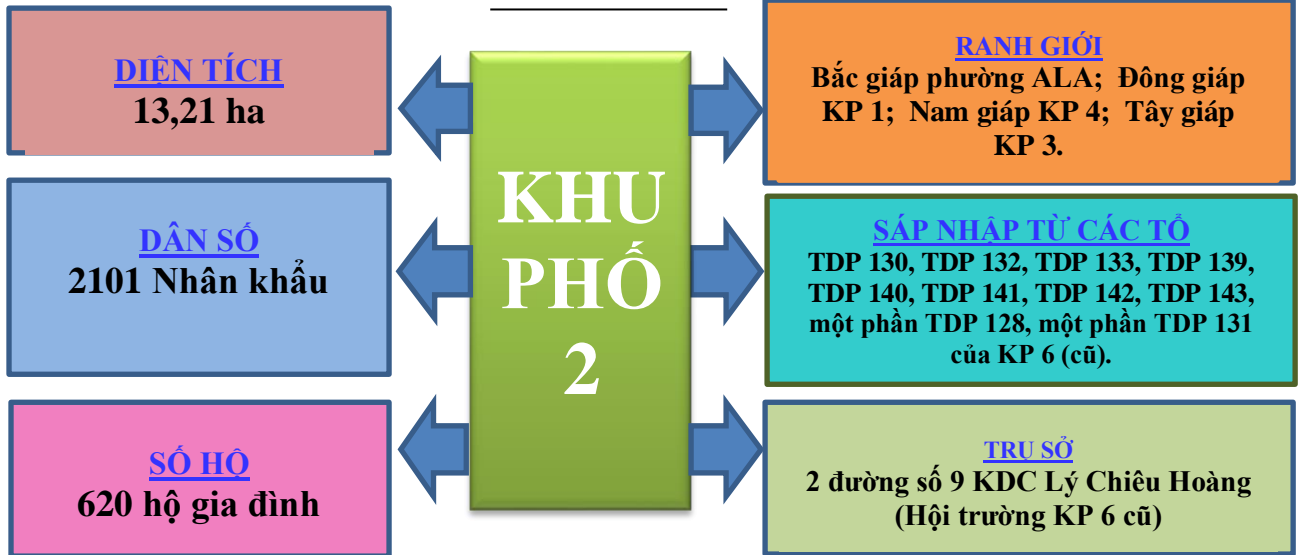 DIỆN TÍCH
13,21 ha
DÂN SỐ
2101 Nhân khẩu
SỐ HỘ
620 hộ gia đình
KHU
PHỐ
2
RANH GIỚI
Bắc giáp phường ALA; Đông giáp
KP 1; Nam giáp KP 4; Tây giáp
KP 3.
SÁP NHẬP TỪ CÁC TỔ
TDP 130, TDP 132, TDP 133, TDP 139,
TDP 140, TDP 141, TDP 142, TDP 143,
một phần TDP 128, một phần TDP 131
của KP 6 (cũ).
TRỤ SỞ
2 đường số 9 KDC Lý Chiêu Hoàng
(Hội trường KP 6 cũ)